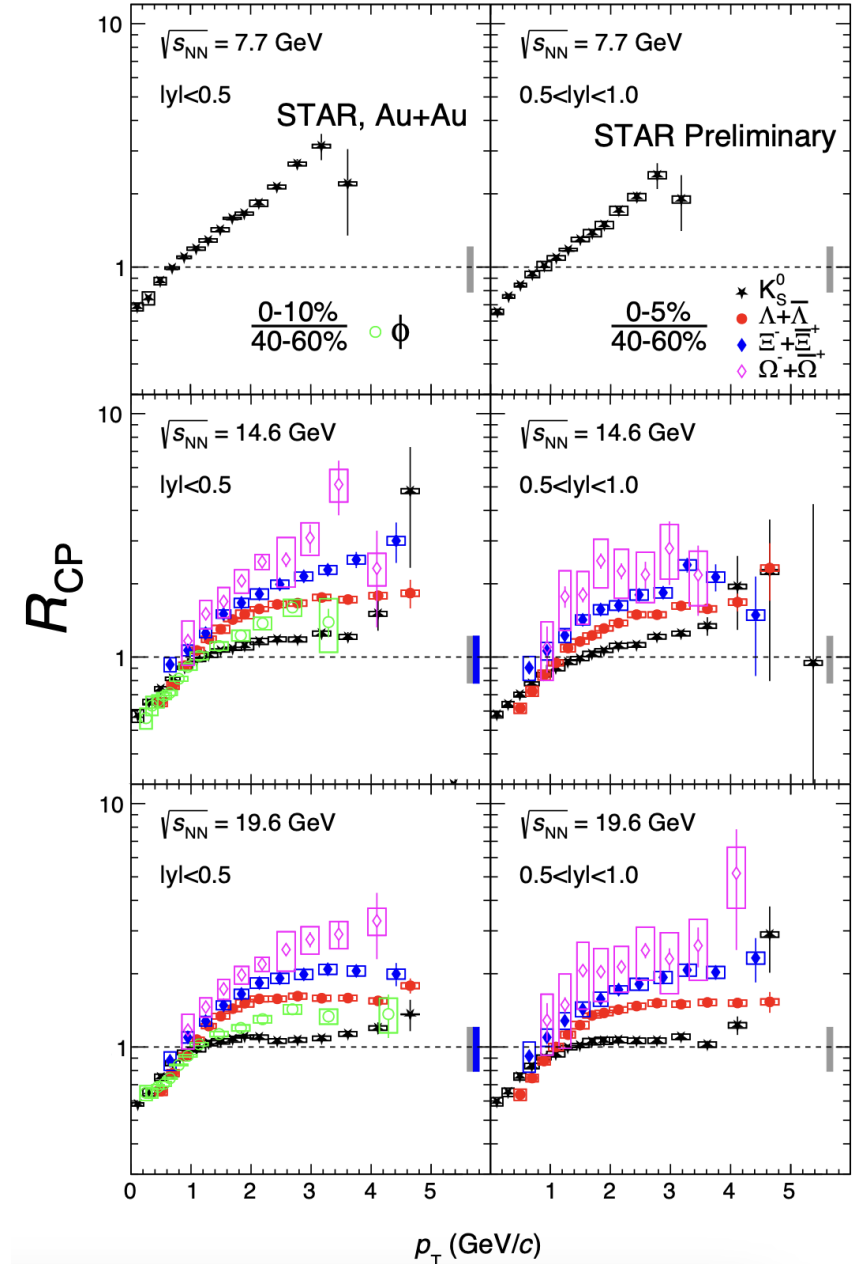 10
√s_NN = 7.7 GeV
|y|<0.5
STAR, Au+Au
1
0-10%
40-60%
ϕ
√s_NN = 7.7 GeV
0.5<|y|<1.0
STAR Preliminary
0-5%
40-60%
K⁰_S
Λ+Λ̅
Ξ⁻+Ξ̅⁺
Ω⁻+Ω̅⁺
10
√s_NN = 14.6 GeV
|y|<0.5
1
√s_NN = 14.6 GeV
0.5<|y|<1.0
R_CP
10
√s_NN = 19.6 GeV
|y|<0.5
1
√s_NN = 19.6 GeV
0.5<|y|<1.0
0 1 2 3 4 5 1 2 3 4 5
p_T (GeV/c)